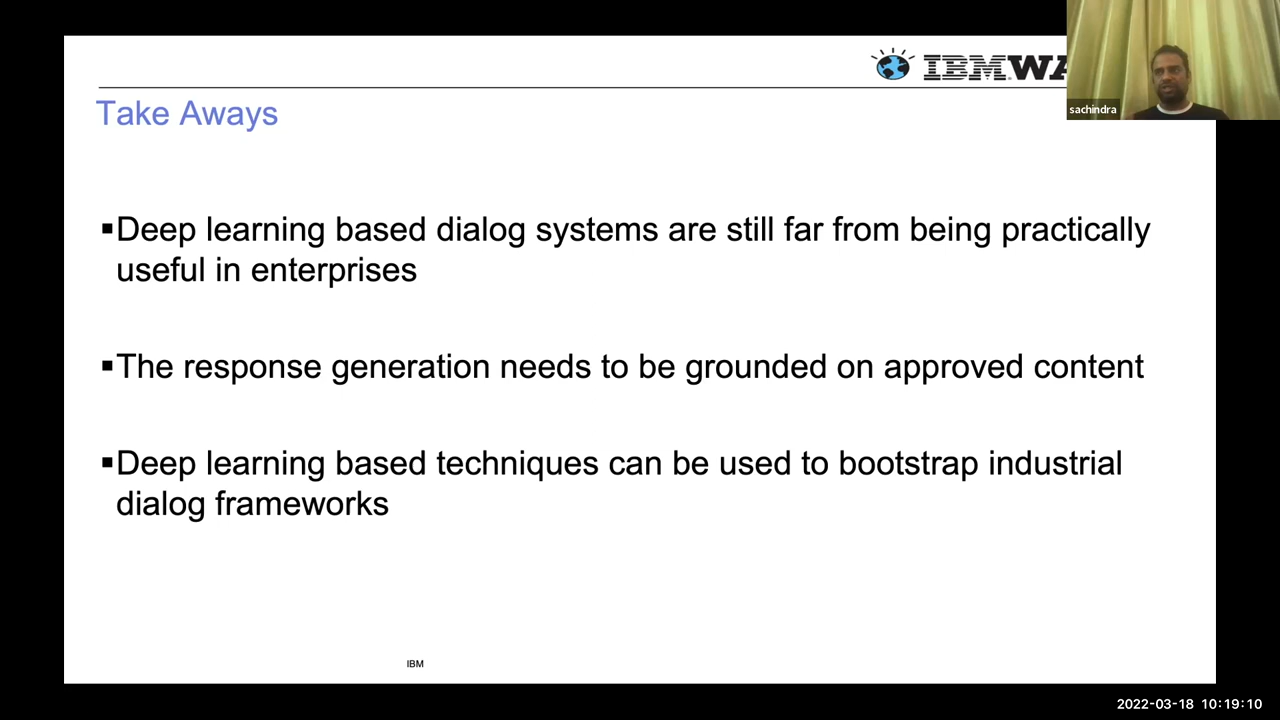 IBM WA
sachindra
Take Aways
▪Deep learning based dialog systems are still far from being practically
useful in enterprises
▪The response generation needs to be grounded on approved content
▪Deep learning based techniques can be used to bootstrap industrial
dialog frameworks
IBM
2022-03-18 10:19:10